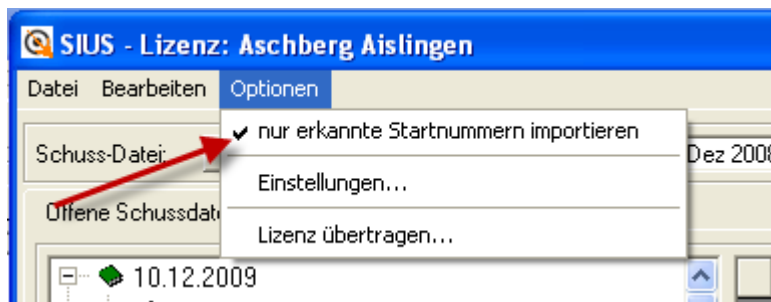 SIUS - Lizenz: Aschberg Aislingen
Datei Bearbeiten Optionen
nur erkannte Startnummern importieren
Schuss-Datei: Dez 2008
Einstellungen...
Offene Schussdat
Lizenz übertragen...
10.12.2009